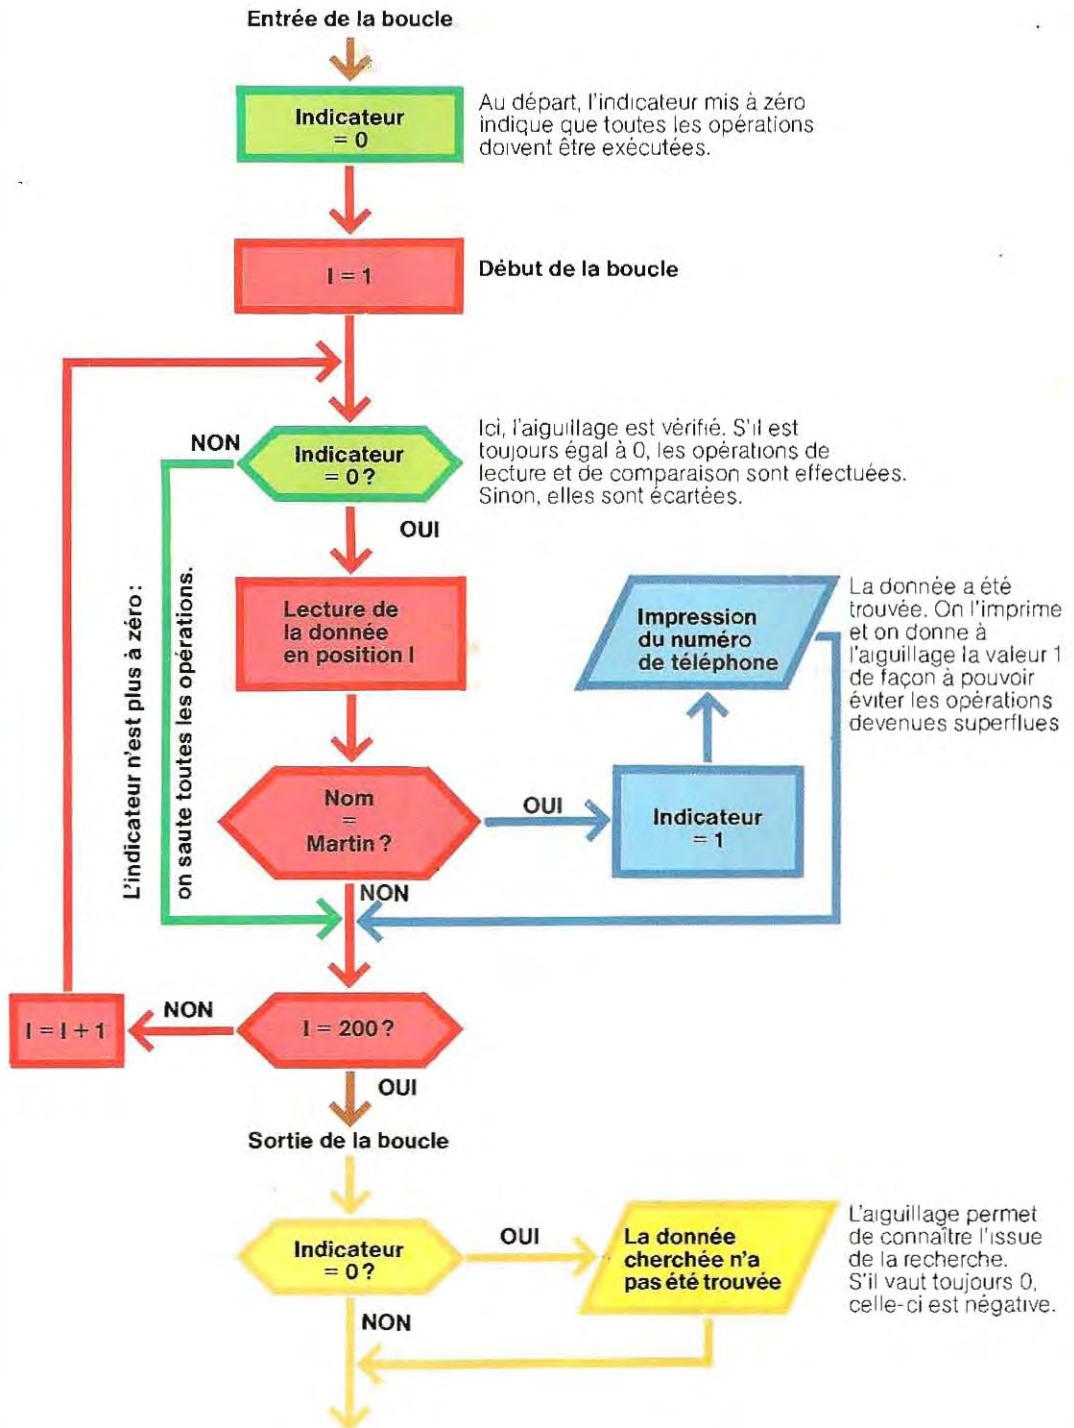 Entrée de la boucle
Indicateur
= 0
Au départ, l'indicateur mis à zéro
indique que toutes les opérations
doivent être exécutées.
I = 1
Début de la boucle
NON
Indicateur
= 0 ?
Ici, l'aiguillage est vérifié. S'il est
toujours égal à 0, les opérations de
lecture et de comparaison sont effectuées.
Sinon, elles sont écartées.
OUI
L'indicateur n'est plus à zéro :
on saute toutes les opérations.
Lecture de
la donnée
en position I
Impression
du numéro
de téléphone
La donnée a été
trouvée. On l'imprime
et on donne à
l'aiguillage la valeur 1
de façon à pouvoir
éviter les opérations
devenues superflues
Nom
=
Martin ?
OUI
Indicateur
= 1
NON
I = I + 1
NON
I = 200 ?
OUI
Sortie de la boucle
Indicateur
= 0 ?
OUI
La donnée
cherchée n'a
pas été trouvée
L'aiguillage permet
de connaître l'issue
de la recherche.
S'il vaut toujours 0,
celle-ci est négative.
NON